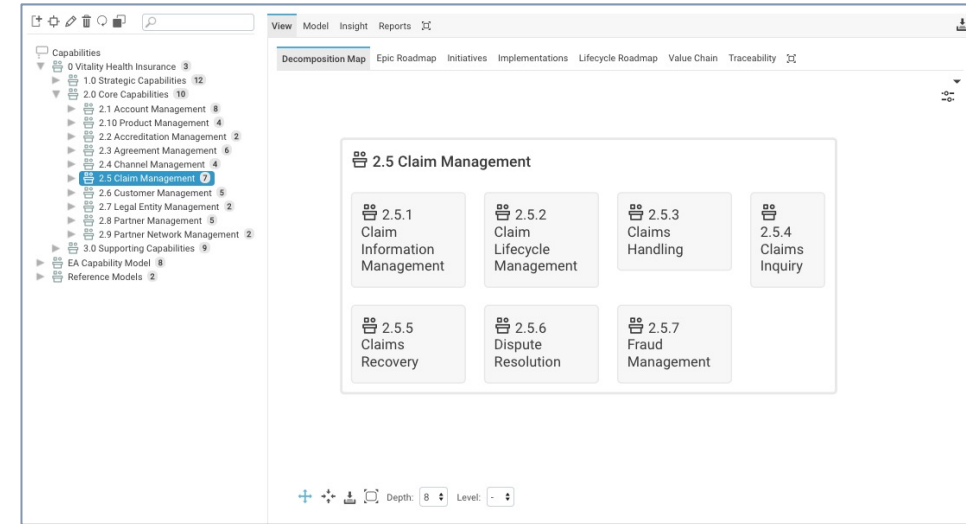 Capabilities
0 Vitality Health Insurance 3
1.0 Strategic Capabilities 12
2.0 Core Capabilities 10
2.1 Account Management 8
2.10 Product Management 4
2.2 Accreditation Management 2
2.3 Agreement Management 6
2.4 Channel Management 4
2.5 Claim Management 7
2.6 Customer Management 5
2.7 Legal Entity Management 2
2.8 Partner Management 5
2.9 Partner Network Management 2
3.0 Supporting Capabilities 9
EA Capability Model 8
Reference Models 2
View Model Insight Reports
Decomposition Map Epic Roadmap Initiatives Implementations Lifecycle Roadmap Value Chain Traceability
2.5 Claim Management
2.5.1
Claim
Information
Management
2.5.2
Claim
Lifecycle
Management
2.5.3
Claims
Handling
2.5.4
Claims
Inquiry
2.5.5
Claims
Recovery
2.5.6
Dispute
Resolution
2.5.7
Fraud
Management
Depth: 8 Level: -